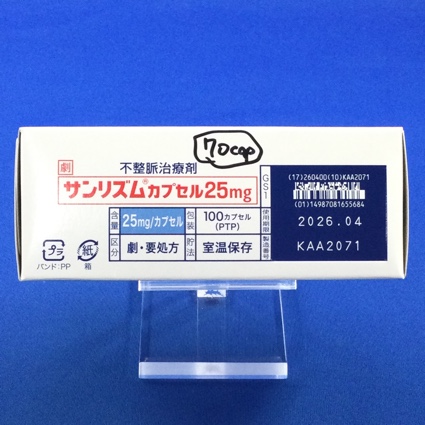 70cap
劇
不整脈治療剤
サンリズム®カプセル25mg
含量
25mg/カプセル
包装
100カプセル
(PTP)
区分
劇・要処方
貯法
室温保存
プラ
バンド:PP
紙
箱
GS1
(17)260400(10)KAA2071
(01)14987081655684
使用期限
2026.04
製造番号
KAA2071